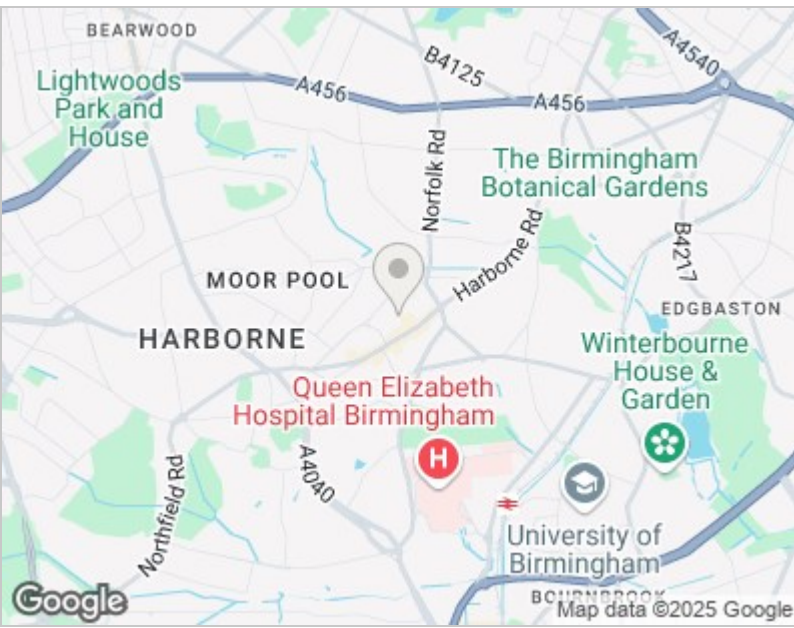 BEARWOOD
B4125
A4540
Lightwoods
Park and
House
A456
A456
Norfolk Rd
The Birmingham
Botanical Gardens
B4217
Harborne Rd
MOOR POOL
EDGBASTON
HARBORNE
Winterbourne
House &
Garden
Queen Elizabeth
Hospital Birmingham
H
A4040
Northfield Rd
University of
Birmingham
BOURNBROOK
Google
Map data ©2025 Google